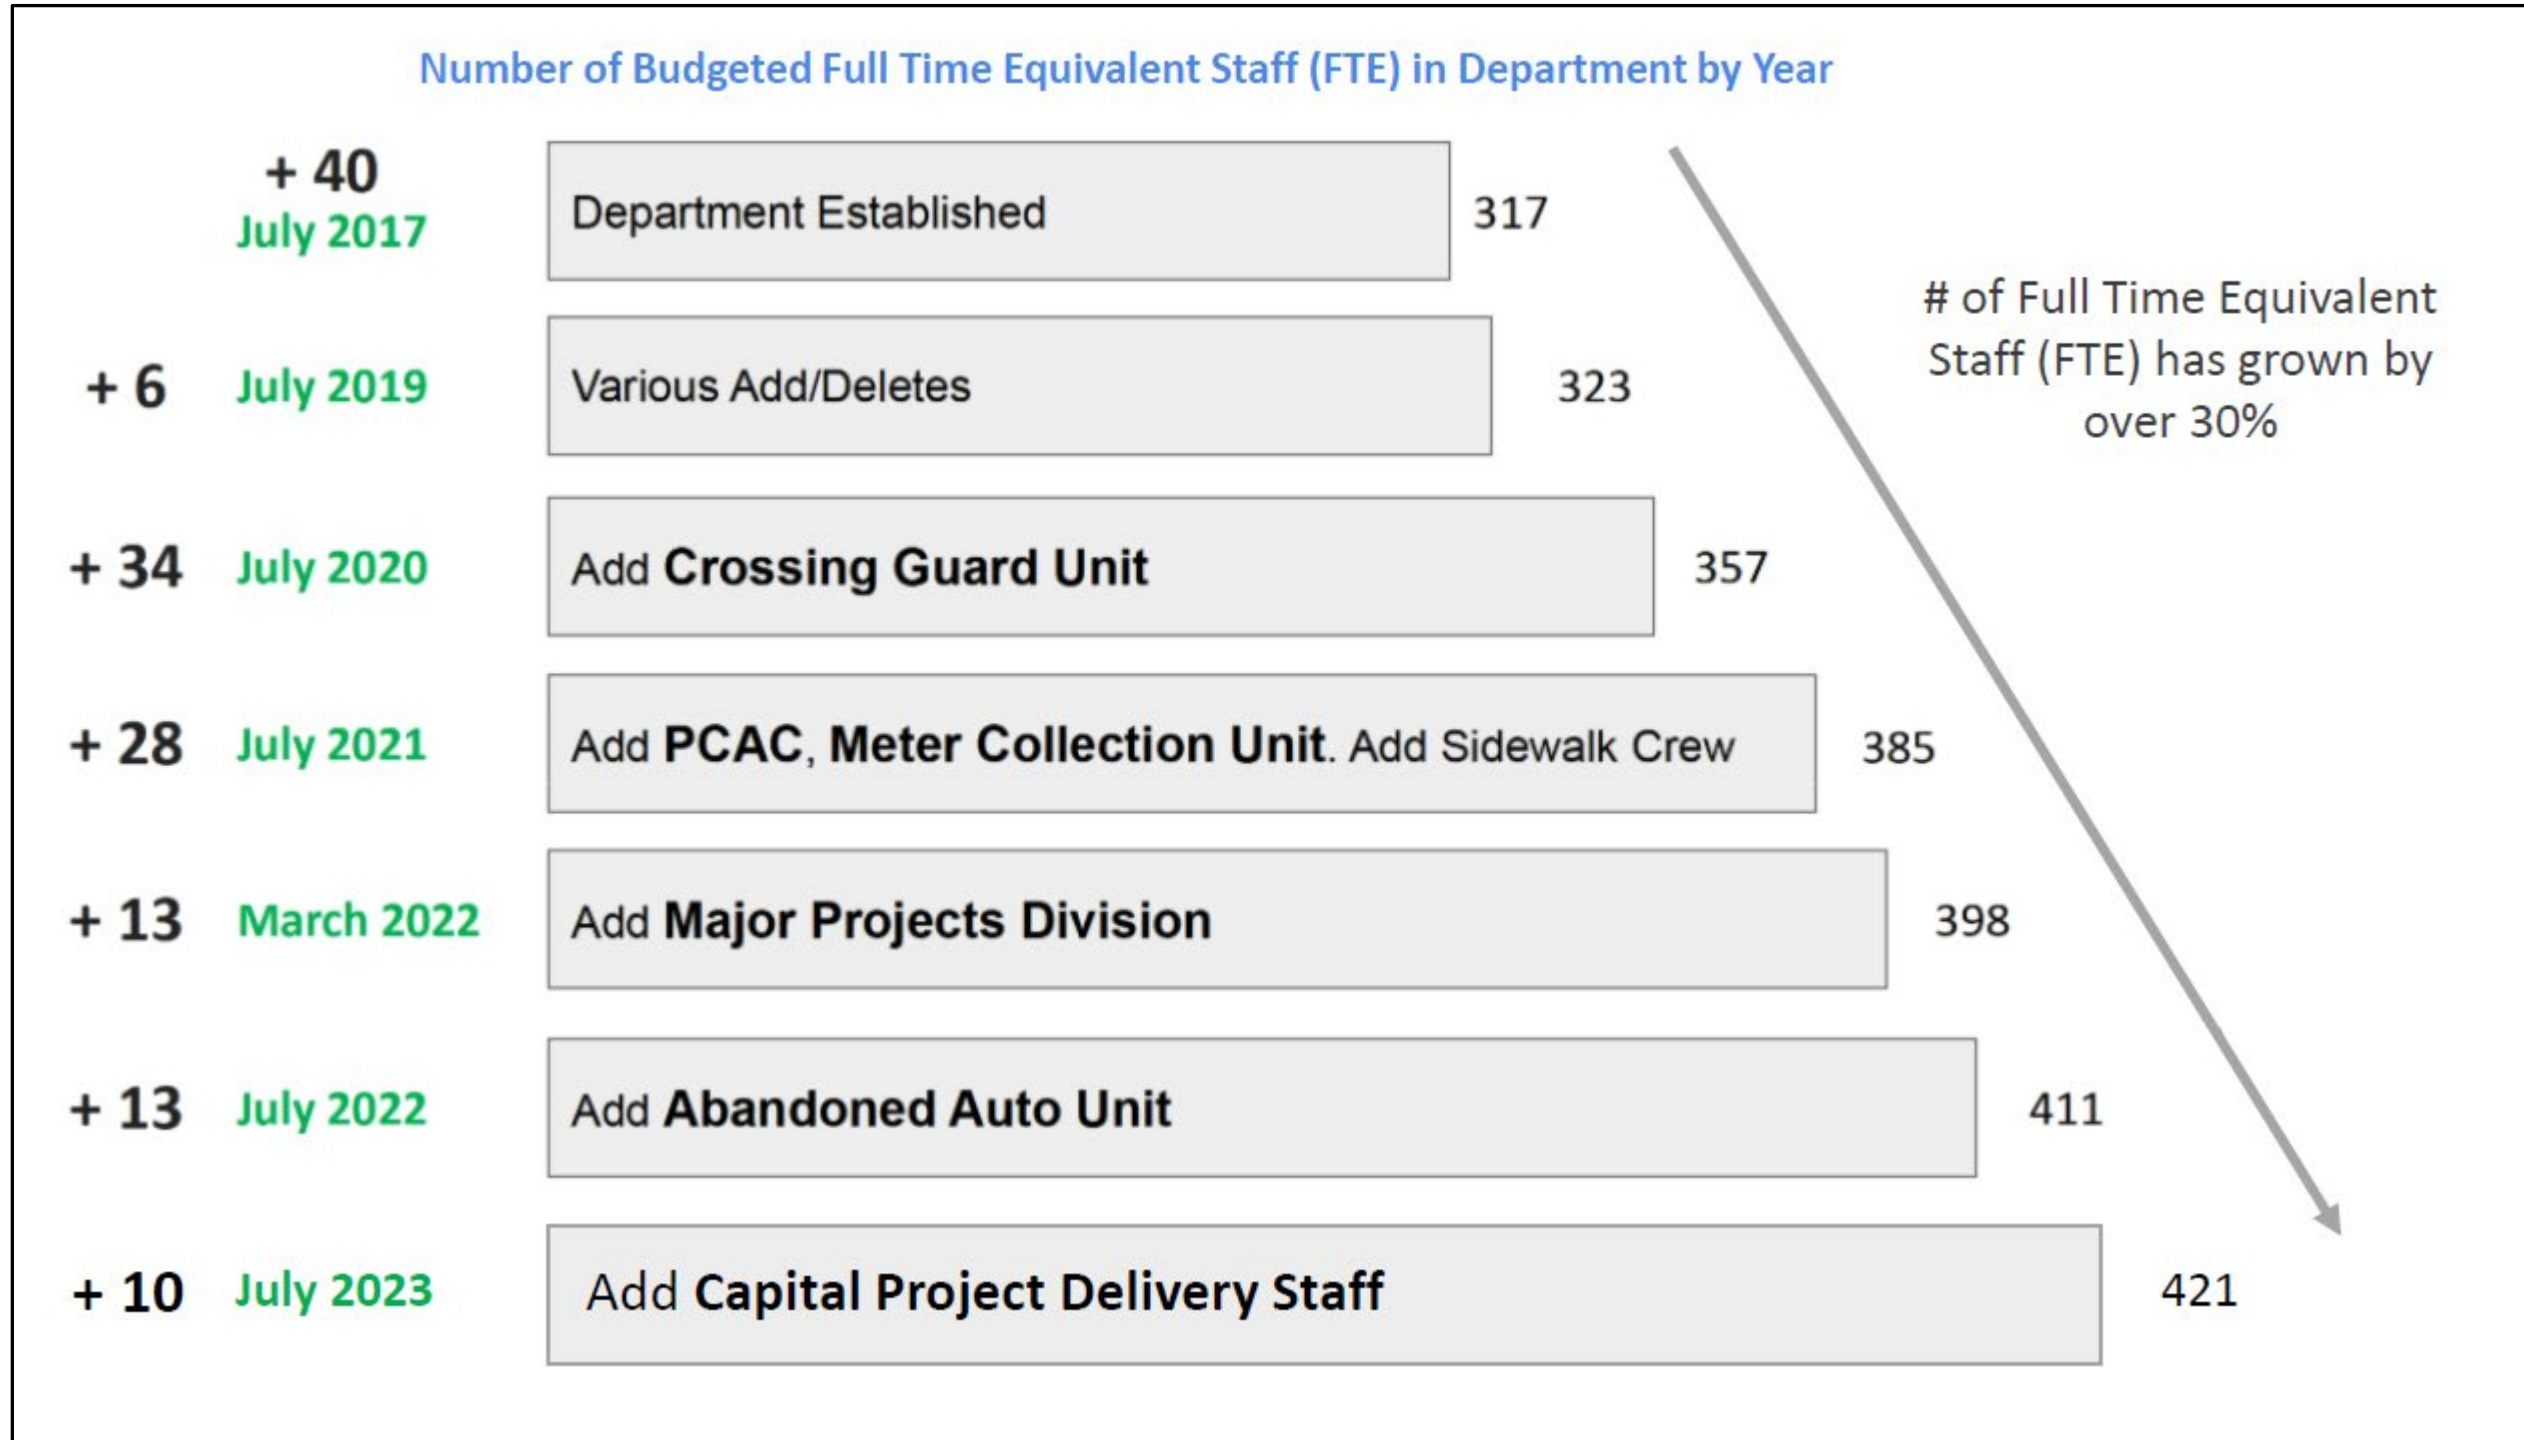 Number of Budgeted Full Time Equivalent Staff (FTE) in Department by Year
+ 40
July 2017
Department Established
317
# of Full Time Equivalent
Staff (FTE) has grown by
over 30%
+ 6 July 2019 Various Add/Deletes 323
+ 34 July 2020 Add Crossing Guard Unit 357
+ 28 July 2021 Add PCAC, Meter Collection Unit. Add Sidewalk Crew 385
+ 13 March 2022 Add Major Projects Division 398
+ 13 July 2022 Add Abandoned Auto Unit 411
+ 10 July 2023 Add Capital Project Delivery Staff 421